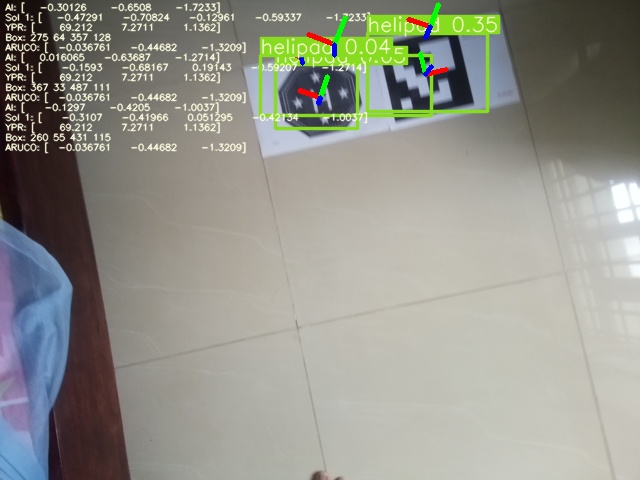 AI: [ -0.30126 -0.6508 -1.7233]
Sol 1: [ -0.47291 -0.70824 -0.12961 -0.59337 -1.7233]
YPR: [ 69.212 7.2711 1.1362]
Box: 275 64 357 128
ARUCO: [ -0.036761 -0.44682 -1.3209]
AI: [ 0.016065 -0.63687 -1.2714]
Sol 1: [ -0.1593 -0.68167 0.19143 -0.59207 -1.2714]
YPR: [ 69.212 7.2711 1.1362]
Box: 367 33 487 111
ARUCO: [ -0.036761 -0.44682 -1.3209]
AI: [ -0.1297 -0.4205 -1.0037]
Sol 1: [ -0.3107 -0.41966 0.051295 -0.42134 -1.0037]
YPR: [ 69.212 7.2711 1.1362]
Box: 260 55 431 115
ARUCO: [ -0.036761 -0.44682 -1.3209]
helipad 0.35
helipad 0.04